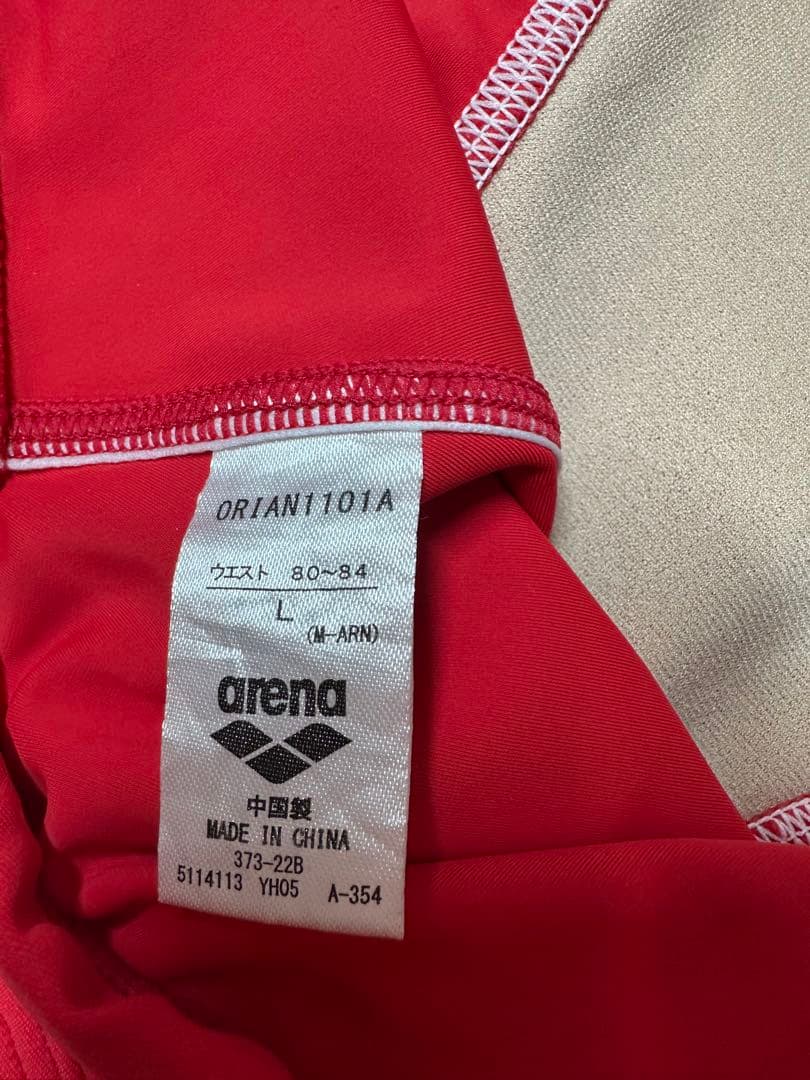 ORIAN1101A
ウエスト 80~84
L
(M-ARN)
arena
中国製
MADE IN CHINA
373-22B
5114113 YH05 A-354